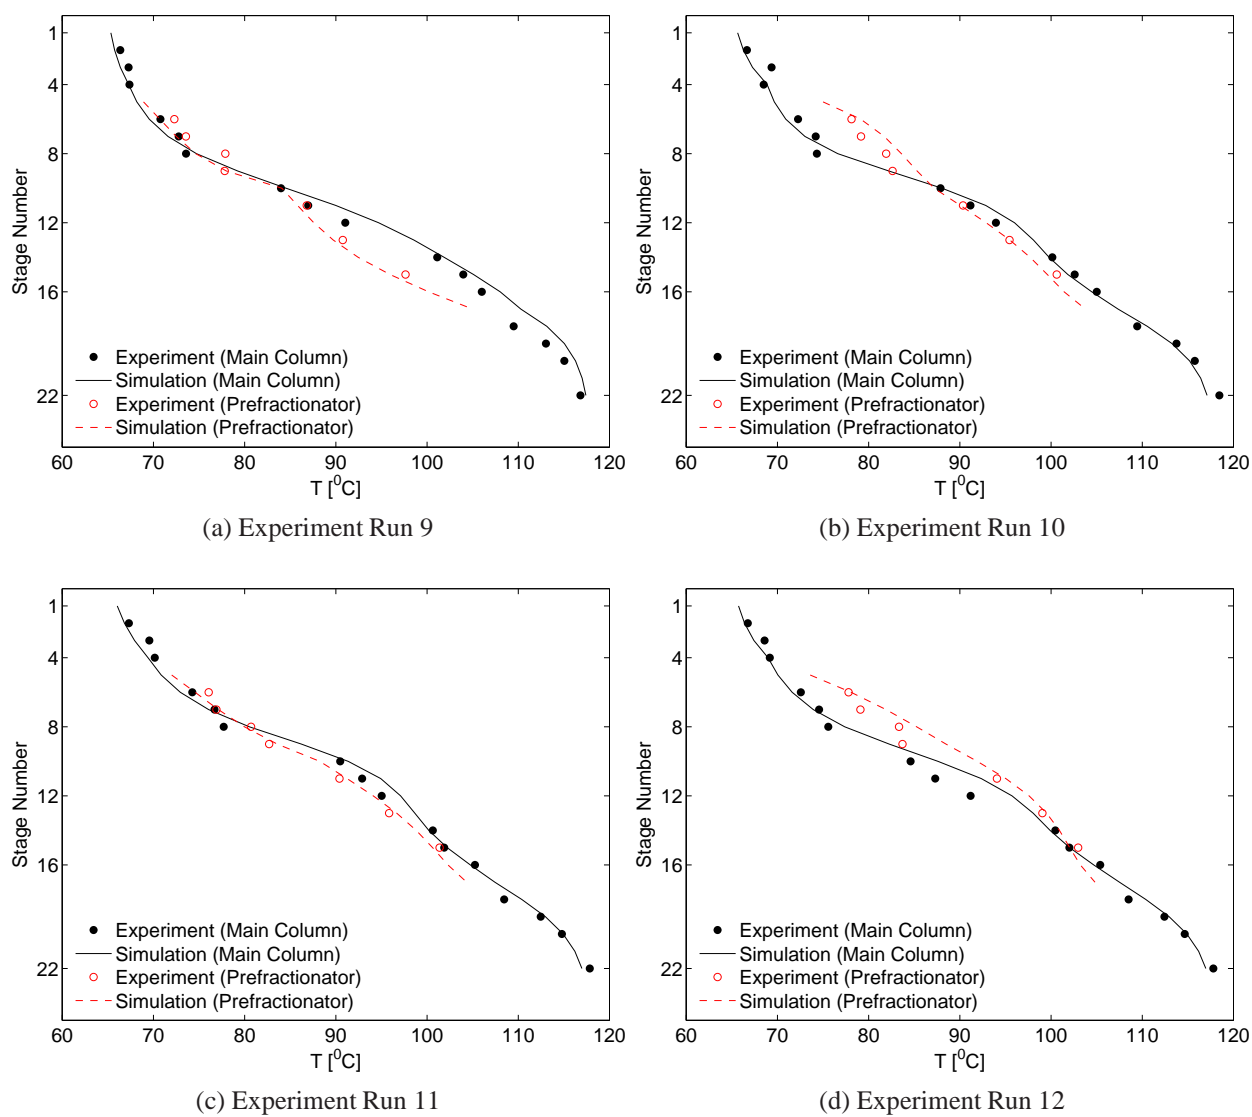 1
4
8
12
16
22
Stage Number
Experiment (Main Column)
Simulation (Main Column)
Experiment (Prefractionator)
Simulation (Prefractionator)
60 70 80 90 100 110 120
T [⁰C]
(a) Experiment Run 9
1
4
8
12
16
22
Stage Number
Experiment (Main Column)
Simulation (Main Column)
Experiment (Prefractionator)
Simulation (Prefractionator)
60 70 80 90 100 110 120
T [⁰C]
(b) Experiment Run 10
1
4
8
12
16
22
Stage Number
Experiment (Main Column)
Simulation (Main Column)
Experiment (Prefractionator)
Simulation (Prefractionator)
60 70 80 90 100 110 120
T [⁰C]
(c) Experiment Run 11
1
4
8
12
16
22
Stage Number
Experiment (Main Column)
Simulation (Main Column)
Experiment (Prefractionator)
Simulation (Prefractionator)
60 70 80 90 100 110 120
T [⁰C]
(d) Experiment Run 12